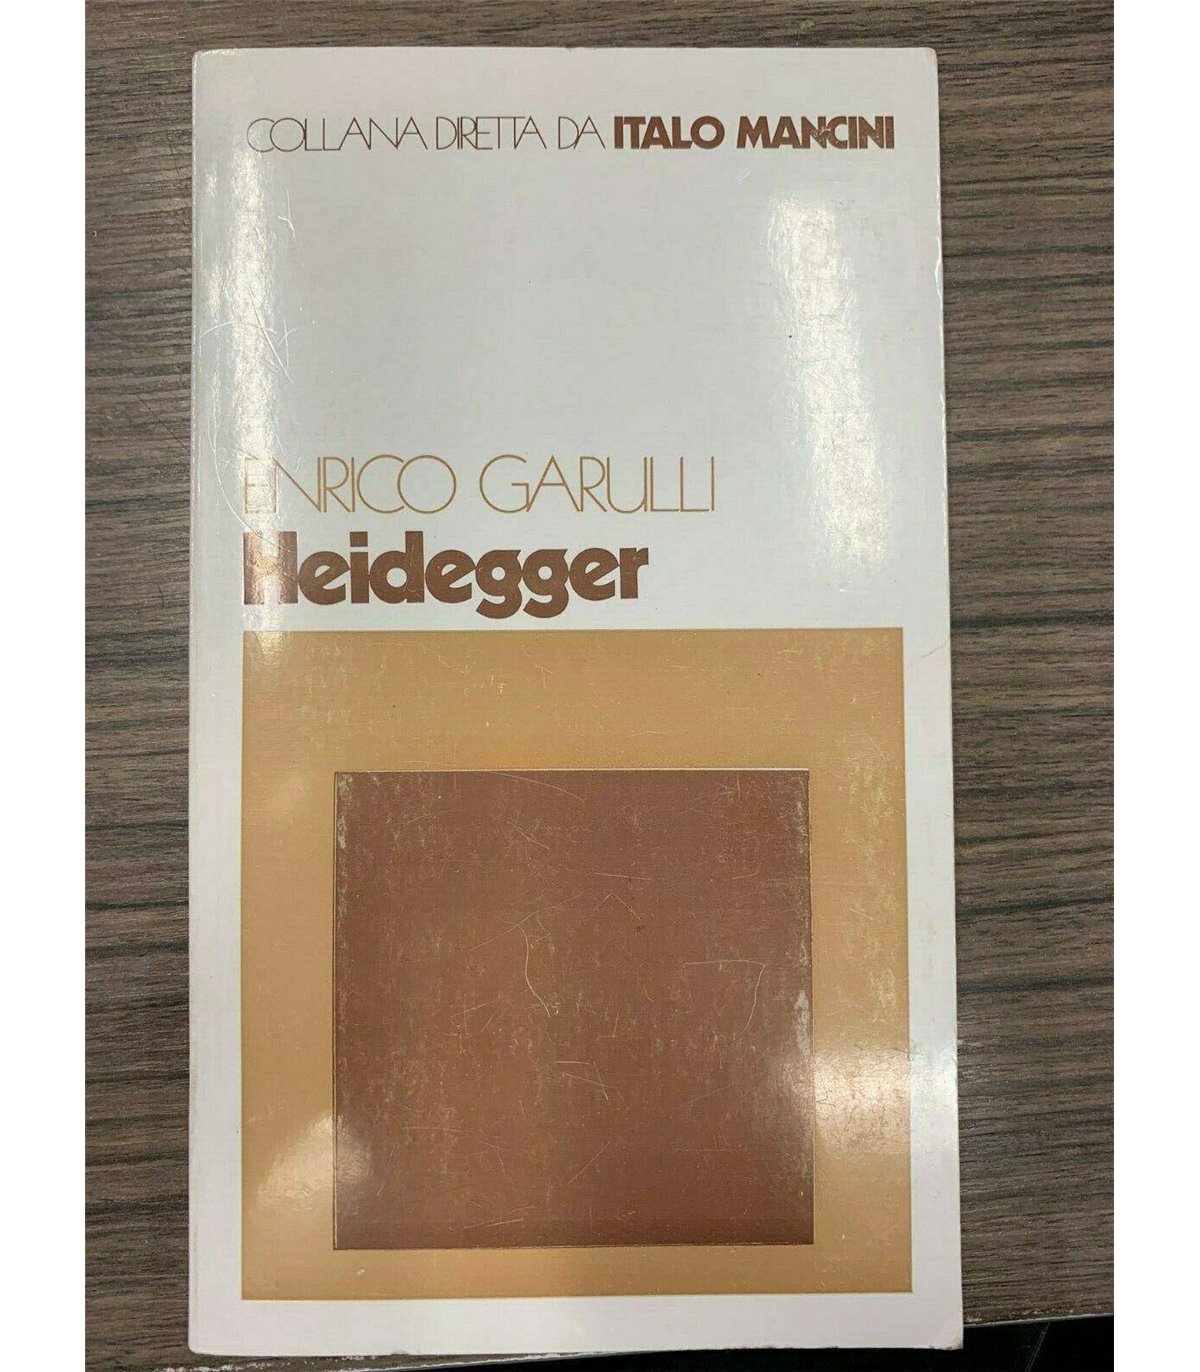 COLLANA DIRETTA DA ITALO MANCINI
ENRICO GARULLI
Heidegger